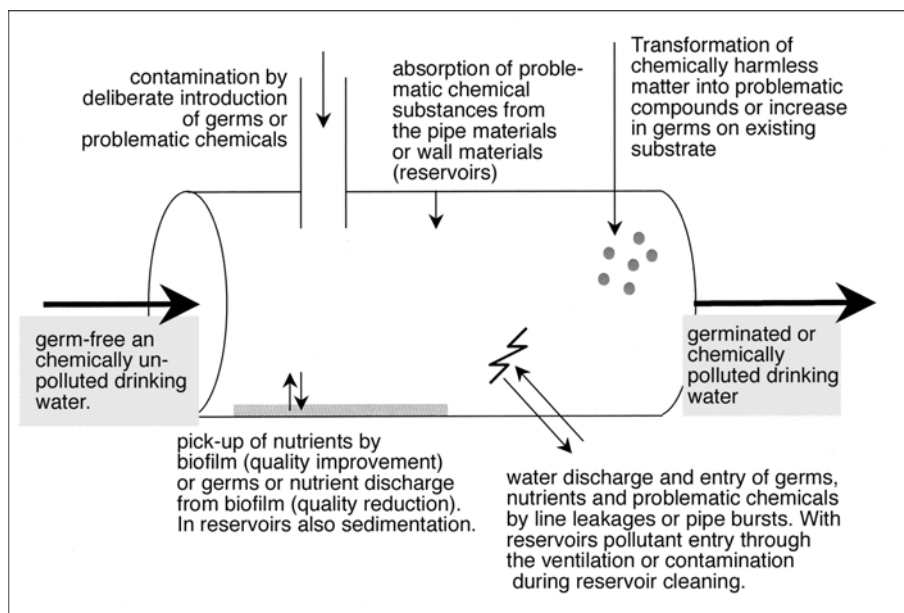 contamination by
deliberate introduction
of germs or
problematic chemicals
absorption of proble-
matic chemical
substances from
the pipe materials
or wall materials
(reservoirs)
Transformation of
chemically harmless
matter into problematic
compounds or increase
in germs on existing
substrate
germ-free an
chemically un-
polluted drinking
water.
germinated or
chemically
polluted drinking
water
pick-up of nutrients by
biofilm (quality improvement)
or germs or nutrient discharge
from biofilm (quality reduction).
In reservoirs also sedimentation.
water discharge and entry of germs,
nutrients and problematic chemicals
by line leakages or pipe bursts. With
reservoirs pollutant entry through
the ventilation or contamination
during reservoir cleaning.